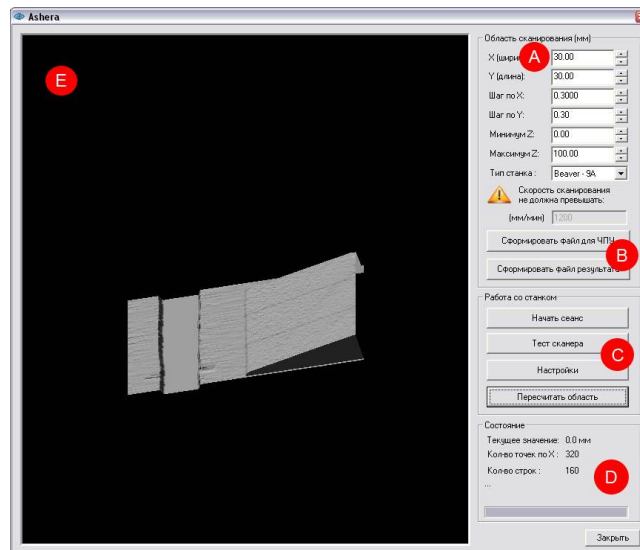 Ashera
E
Область сканирования (мм)
A
30.00
Y (длина):
30.00
Шаг по X:
0.3000
Шаг по Y:
0.30
Минимум Z:
0.00
Максимум Z:
100.00
Тип станка :
Beaver - 9A
Скорость сканирования
не должна превышать:
(мм/мин)
1200
Сформировать файл для ЧПУ
B
Сформировать файл результата
Работа со станком
Начать сеанс
Тест сканера
C
Настройки
Пересчитать область
Состояние
Текущее значение: 0.0 мм
Кол-во точек по X : 320
Кол-во строк : 160
D
...
Закрыть